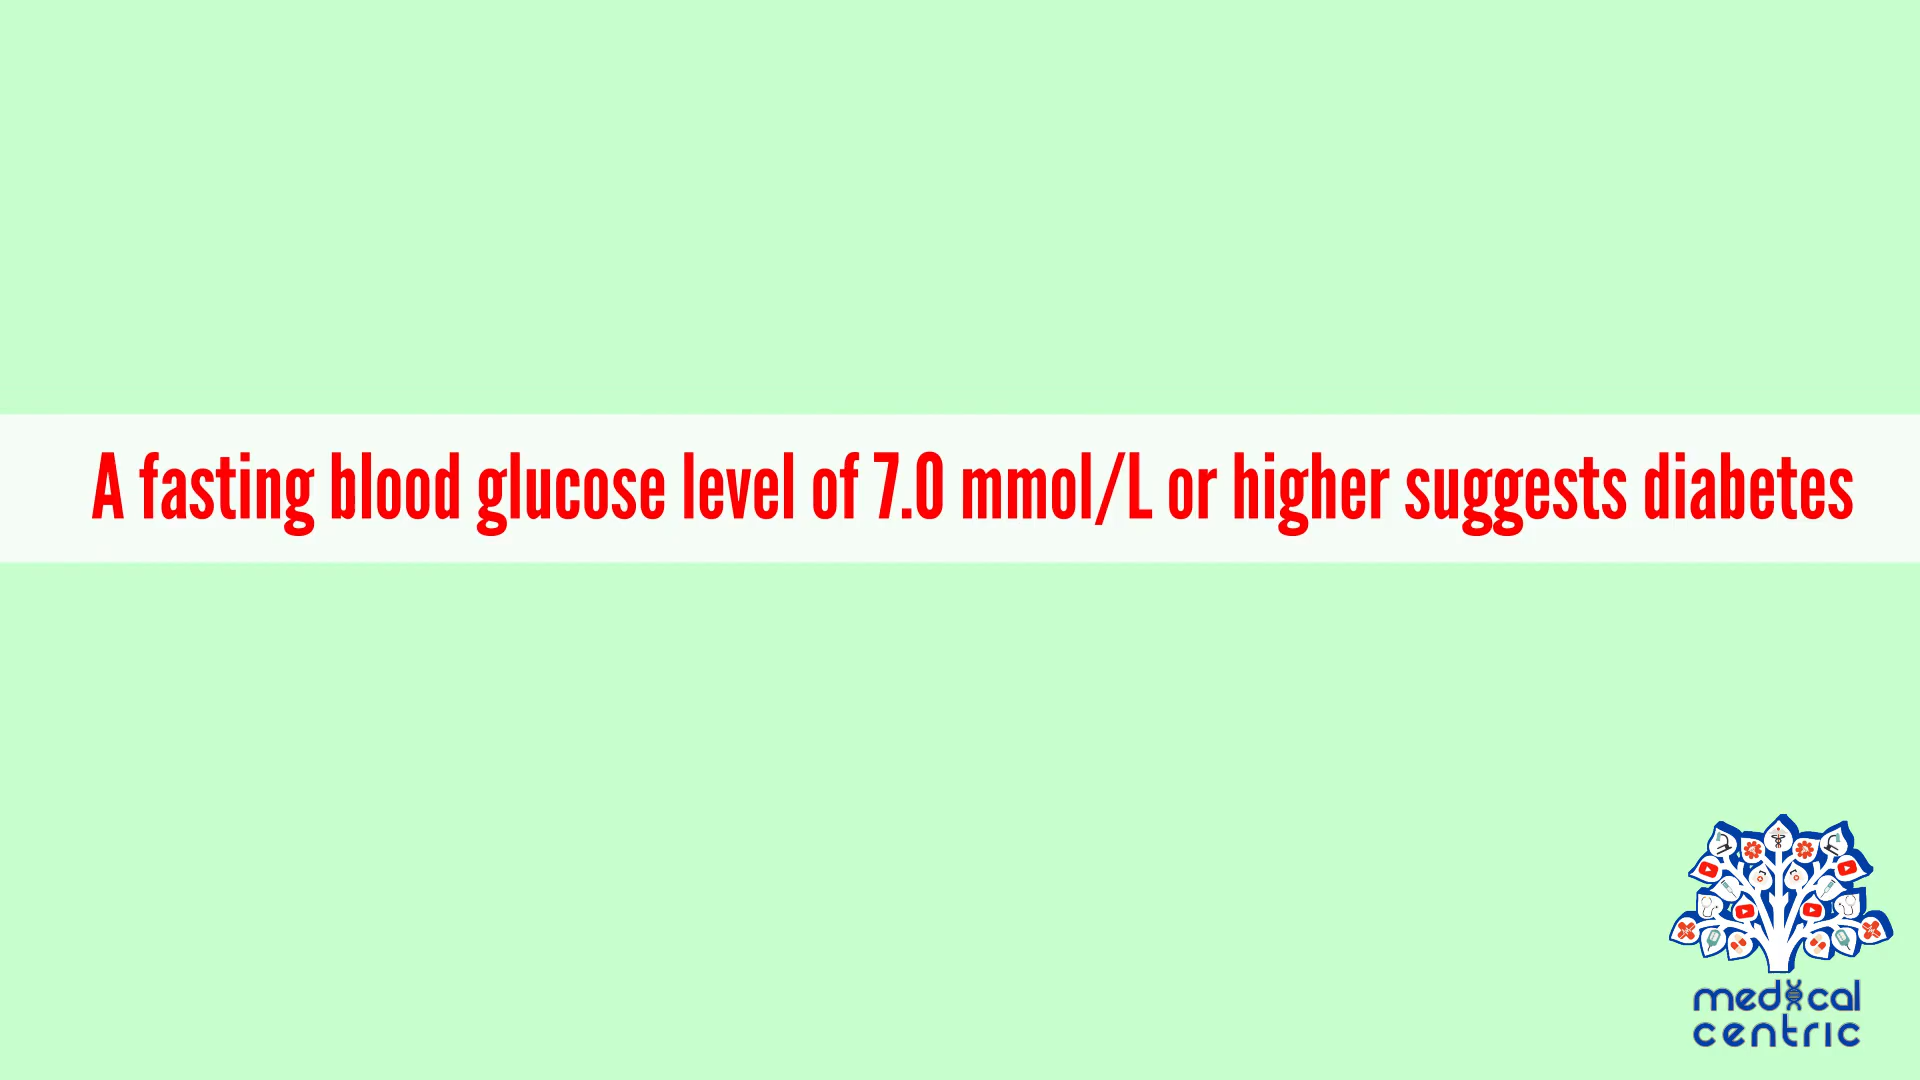 A fasting blood glucose level of 7.0 mmol/L or higher suggests diabetes
medical
centric